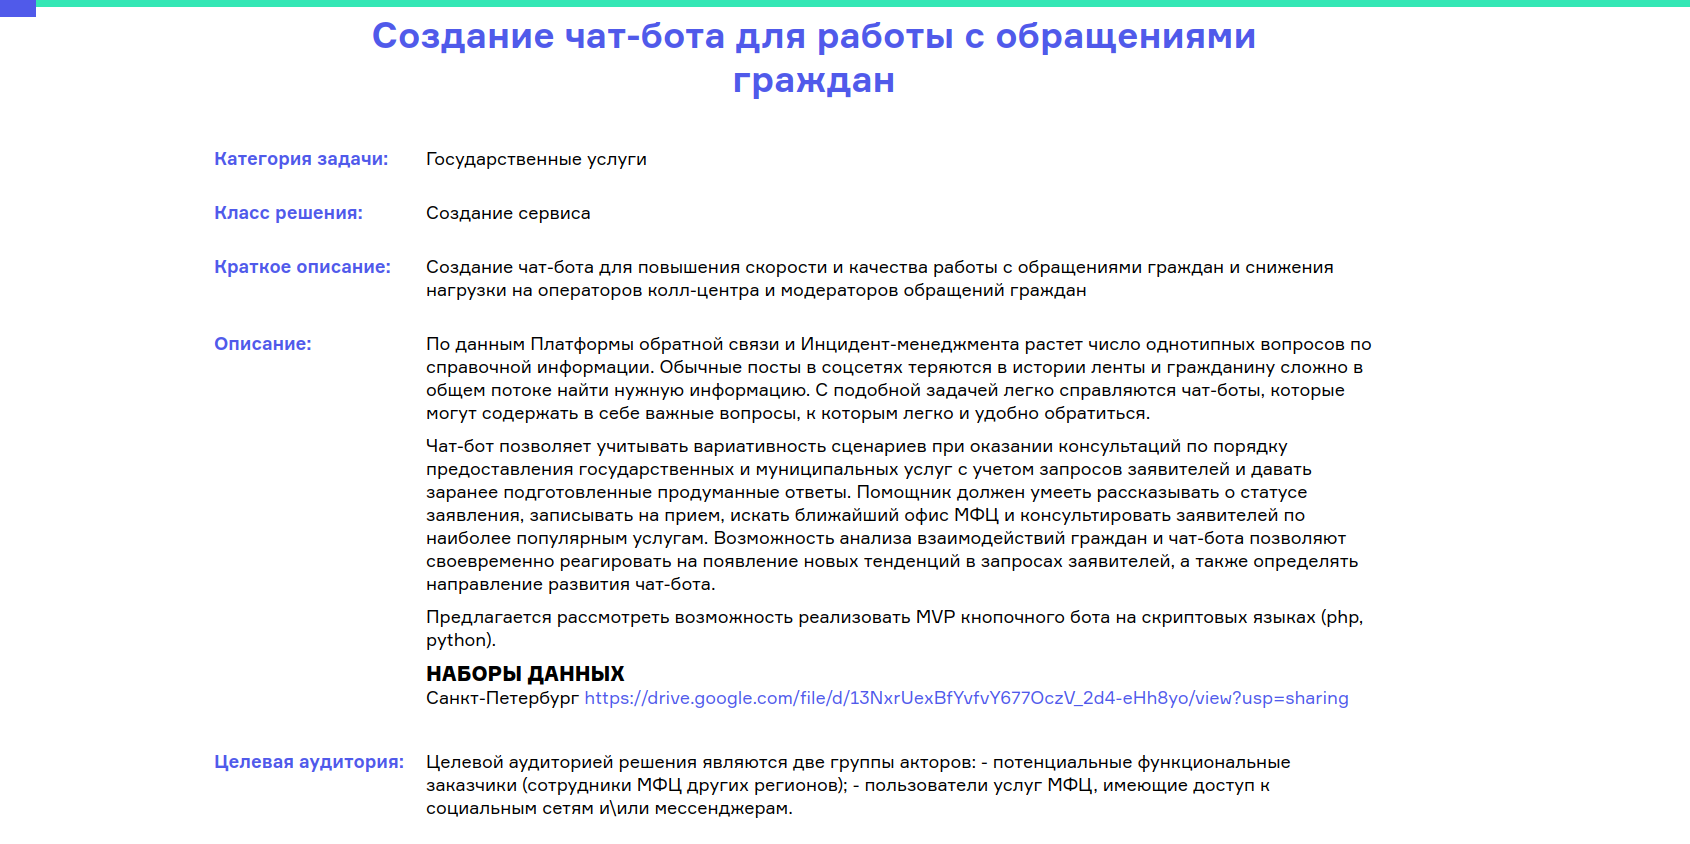 Создание чат-бота для работы с обращениями
граждан
Категория задачи: Государственные услуги
Класс решения: Создание сервиса
Краткое описание: Создание чат-бота для повышения скорости и качества работы с обращениями граждан и снижения
нагрузки на операторов колл-центра и модераторов обращений граждан
Описание: По данным Платформы обратной связи и Инцидент-менеджмента растет число однотипных вопросов по
справочной информации. Обычные посты в соцсетях теряются в истории ленты и гражданину сложно в
общем потоке найти нужную информацию. С подобной задачей легко справляются чат-боты, которые
могут содержать в себе важные вопросы, к которым легко и удобно обратиться.
Чат-бот позволяет учитывать вариативность сценариев при оказании консультаций по порядку
предоставления государственных и муниципальных услуг с учетом запросов заявителей и давать
заранее подготовленные продуманные ответы. Помощник должен умееть рассказывать о статусе
заявления, записывать на прием, искать ближайший офис МФЦ и консультировать заявителей по
наиболее популярным услугам. Возможность анализа взаимодействий граждан и чат-бота позволяют
своевременно реагировать на появление новых тенденций в запросах заявителей, а также определять
направление развития чат-бота.
Предлагается рассмотреть возможность реализовать MVP кнопочного бота на скриптовых языках (php,
python).
НАБОРЫ ДАННЫХ
Санкт-Петербург https://drive.google.com/file/d/13NxrUexBfYvfvY677OczV_2d4-eHh8yo/view?usp=sharing
Целевая аудитория: Целевой аудиторией решения являются две группы акторов: - потенциальные функциональные
заказчики (сотрудники МФЦ других регионов); - пользователи услуг МФЦ, имеющие доступ к
социальным сетям и\или мессенджерам.